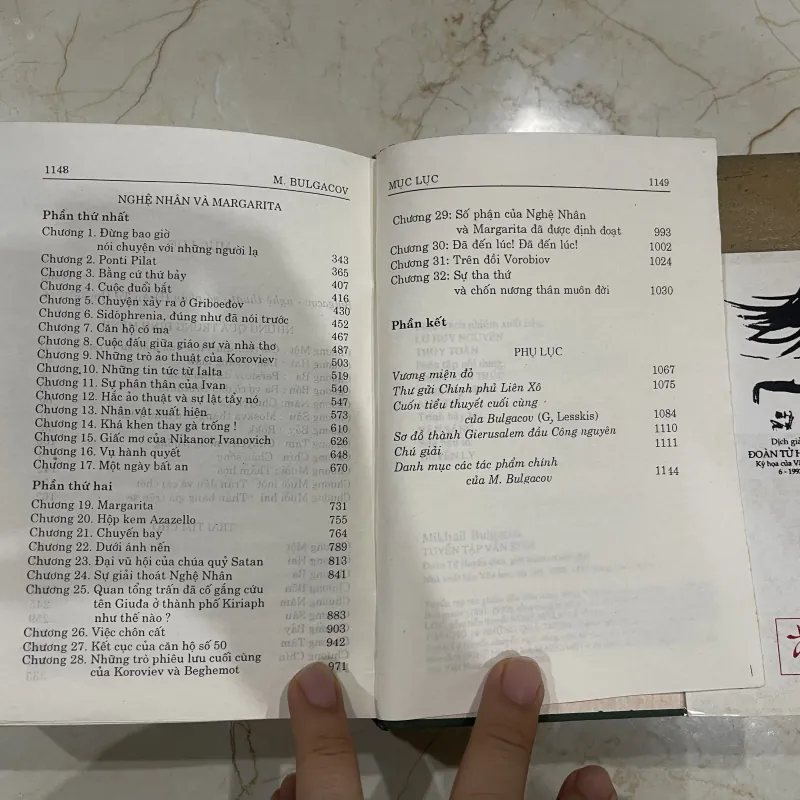 1148
M. BULGACOV
NGHỆ NHÂN VÀ MARGARITA
Phần thứ nhất
Chương 1. Đừng bao giờ
nói chuyện với những người lạ 343
Chương 2. Ponti Pilat 365
Chương 3. Bằng cứ thứ bảy 407
Chương 4. Cuộc đuổi bắt 416
Chương 5. Chuyện xảy ra ở Griboedov 430
Chương 6. Sidôphrenia, đúng như đã nói trước 452
Chương 7. Căn hộ có ma 467
Chương 8. Cuộc đấu giữa giáo sư và nhà thơ 487
Chương 9. Những trò ảo thuật của Koroviev 503
Chương 10. Những tin tức từ Ialta 519
Chương 11. Sự phân thân của Ivan 540
Chương 12. Hắc ảo thuật và sự lật tẩy nó 547
Chương 13. Nhân vật xuất hiện 573
Chương 14. Khá khen thay gà trống ! 610
Chương 15. Giấc mơ của Nikanor Ivanovich 626
Chương 16. Vụ hành quyết 648
Chương 17. Một ngày bất an 670
Phần thứ hai
Chương 19. Margarita 731
Chương 20. Hộp kem Azazello 755
Chương 21. Chuyến bay 764
Chương 22. Dưới ánh nến 789
Chương 23. Đại vũ hội của chúa quỷ Satan 813
Chương 24. Sự giải thoát Nghệ Nhân 841
Chương 25. Quan tổng trấn đã cố gắng cứu
tên Giuđa ở thành phố Kiriaph
như thế nào ? 883
Chương 26. Việc chôn cất 903
Chương 27. Kết cục của căn hộ số 50 942
Chương 28. Những trò phiêu lưu cuối cùng
của Koroviev và Beghemot 971
MỤC LỤC
1149
Chương 29: Số phận của Nghệ Nhân
và Margarita đã được định đoạt 993
Chương 30: Đã đến lúc! Đã đến lúc! 1002
Chương 31: Trên đồi Vorobiov 1024
Chương 32: Sự tha thứ
và chốn nương thân muôn đời 1030
Phần kết
PHỤ LỤC
Vương miện đỏ 1067
Thư gửi Chính phủ Liên Xô 1075
Cuốn tiểu thuyết cuối cùng
của Bulgacov (G, Lesskis) 1084
Sơ đồ thành Gierusalem đầu Công nguyên 1110
Chú giải 1111
Danh mục các tác phẩm chính
của M. Bulgacov 1144
Dịch giả
ĐOÀN TỬ H
Ký họa của V
6 - 199